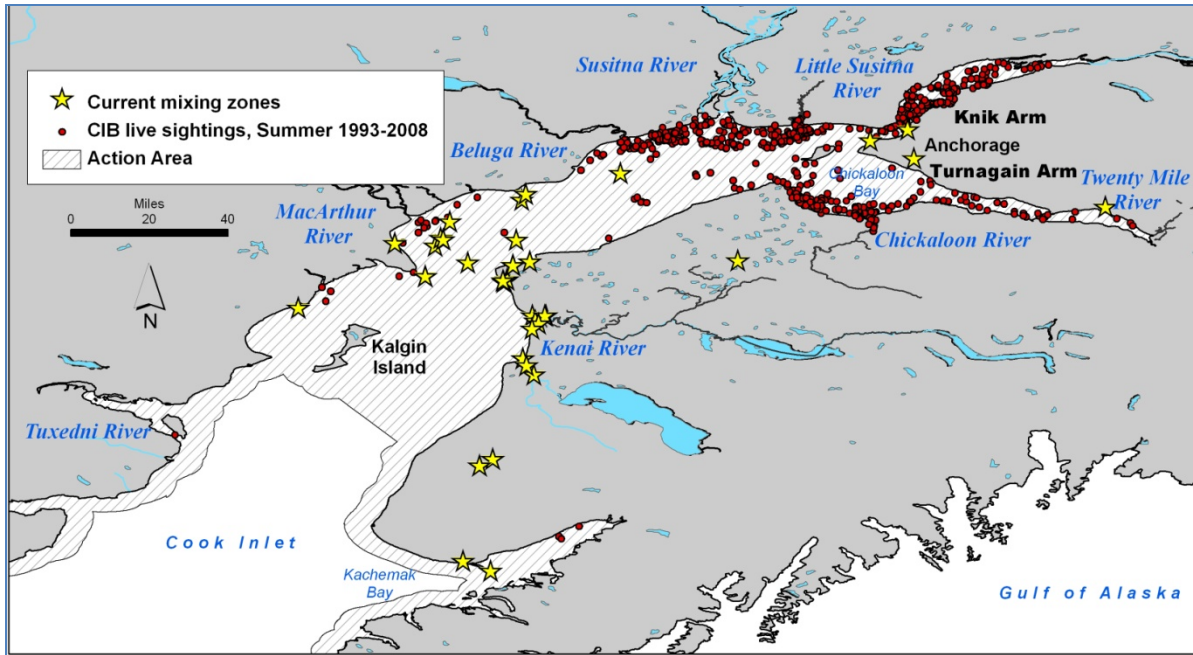 Current mixing zones
CIB live sightings, Summer 1993-2008
Action Area
Miles
0 20 40
N
Susitna River
Little Susitna
River
Knik Arm
Anchorage
Turnagain Arm
Beluga River
Chickaloon
Bay
Twenty Mile
River
MacArthur
River
Chickaloon River
Kalgin
Island
Kenai River
Tuxedni River
Cook Inlet
Kachemak
Bay
Gulf of Alaska